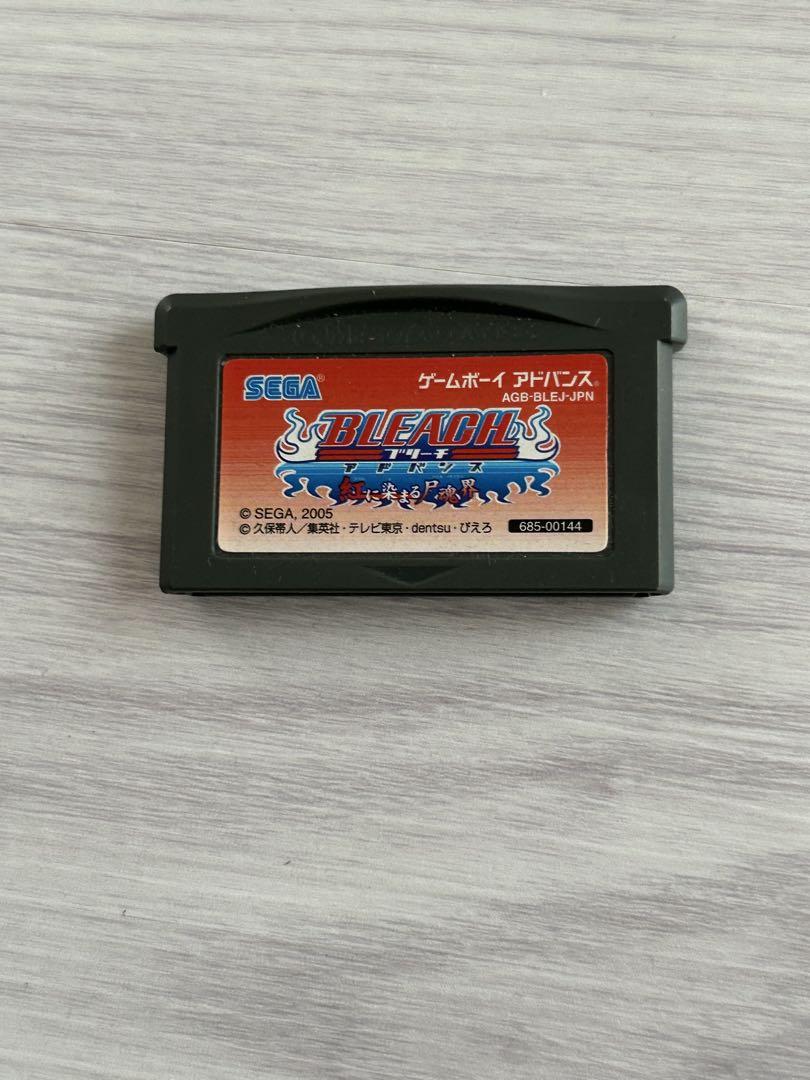 SEGA®
ゲームボーイ アドバンス®
AGB-BLEJ-JPN
BLEACH
ブリーチ
アドバンス
紅に染まる尸魂界
© SEGA, 2005
© 久保帯人／集英社・テレビ東京・dentsu・ぴえろ
685-00144